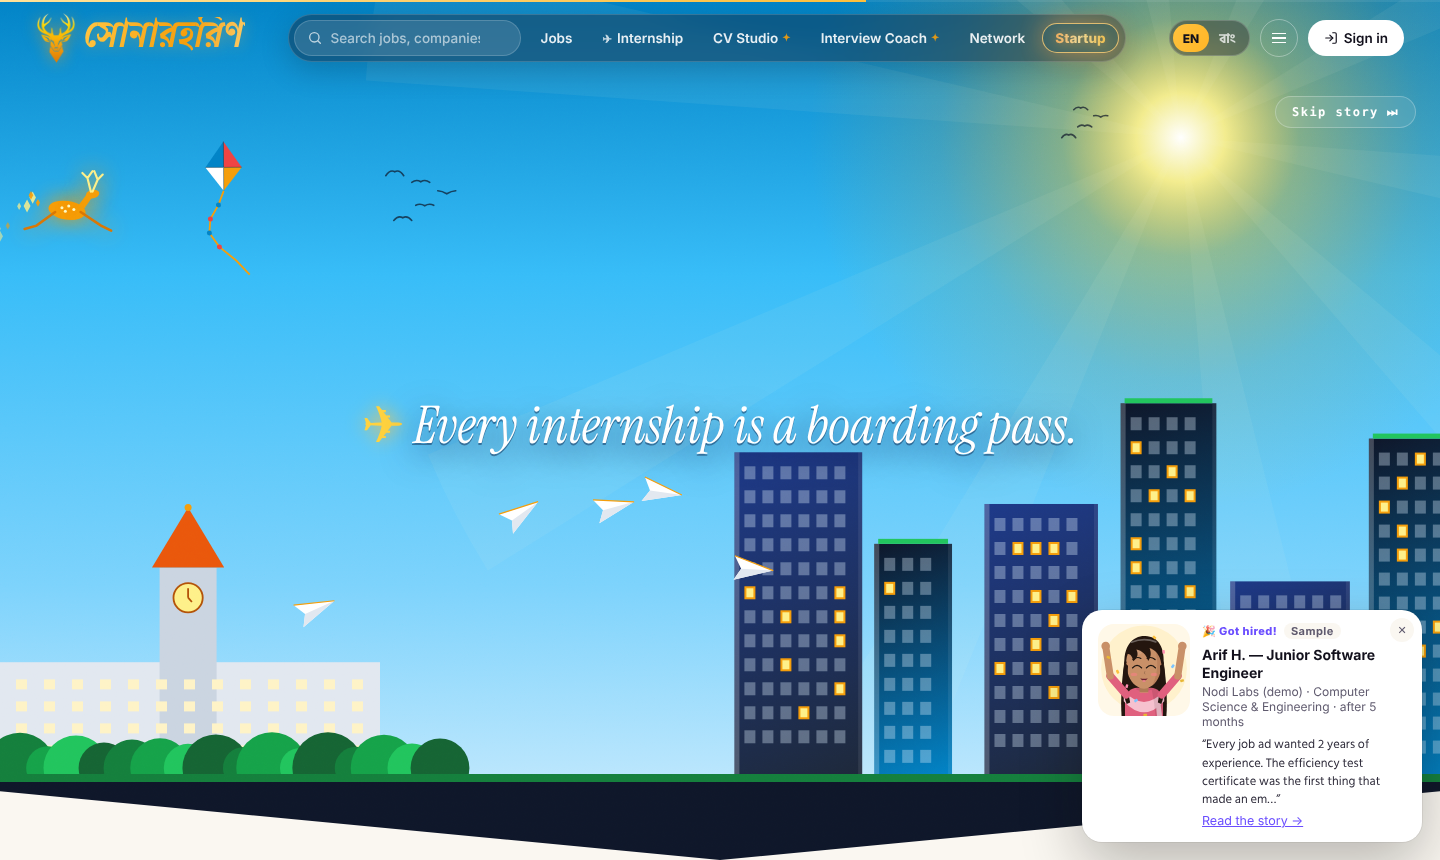 সোনারহরিণ
Search jobs, companies
Jobs
✈ Internship
CV Studio ✦
Interview Coach ✦
Network
Startup
EN
বাং
Sign in
Skip story ⏭
✈ Every internship is a boarding pass.
🎉 Got hired!
Sample
✕
Arif H. — Junior Software
Engineer
Nodi Labs (demo) · Computer
Science & Engineering · after 5
months
“Every job ad wanted 2 years of
experience. The efficiency test
certificate was the first thing that
made an em…”
Read the story →